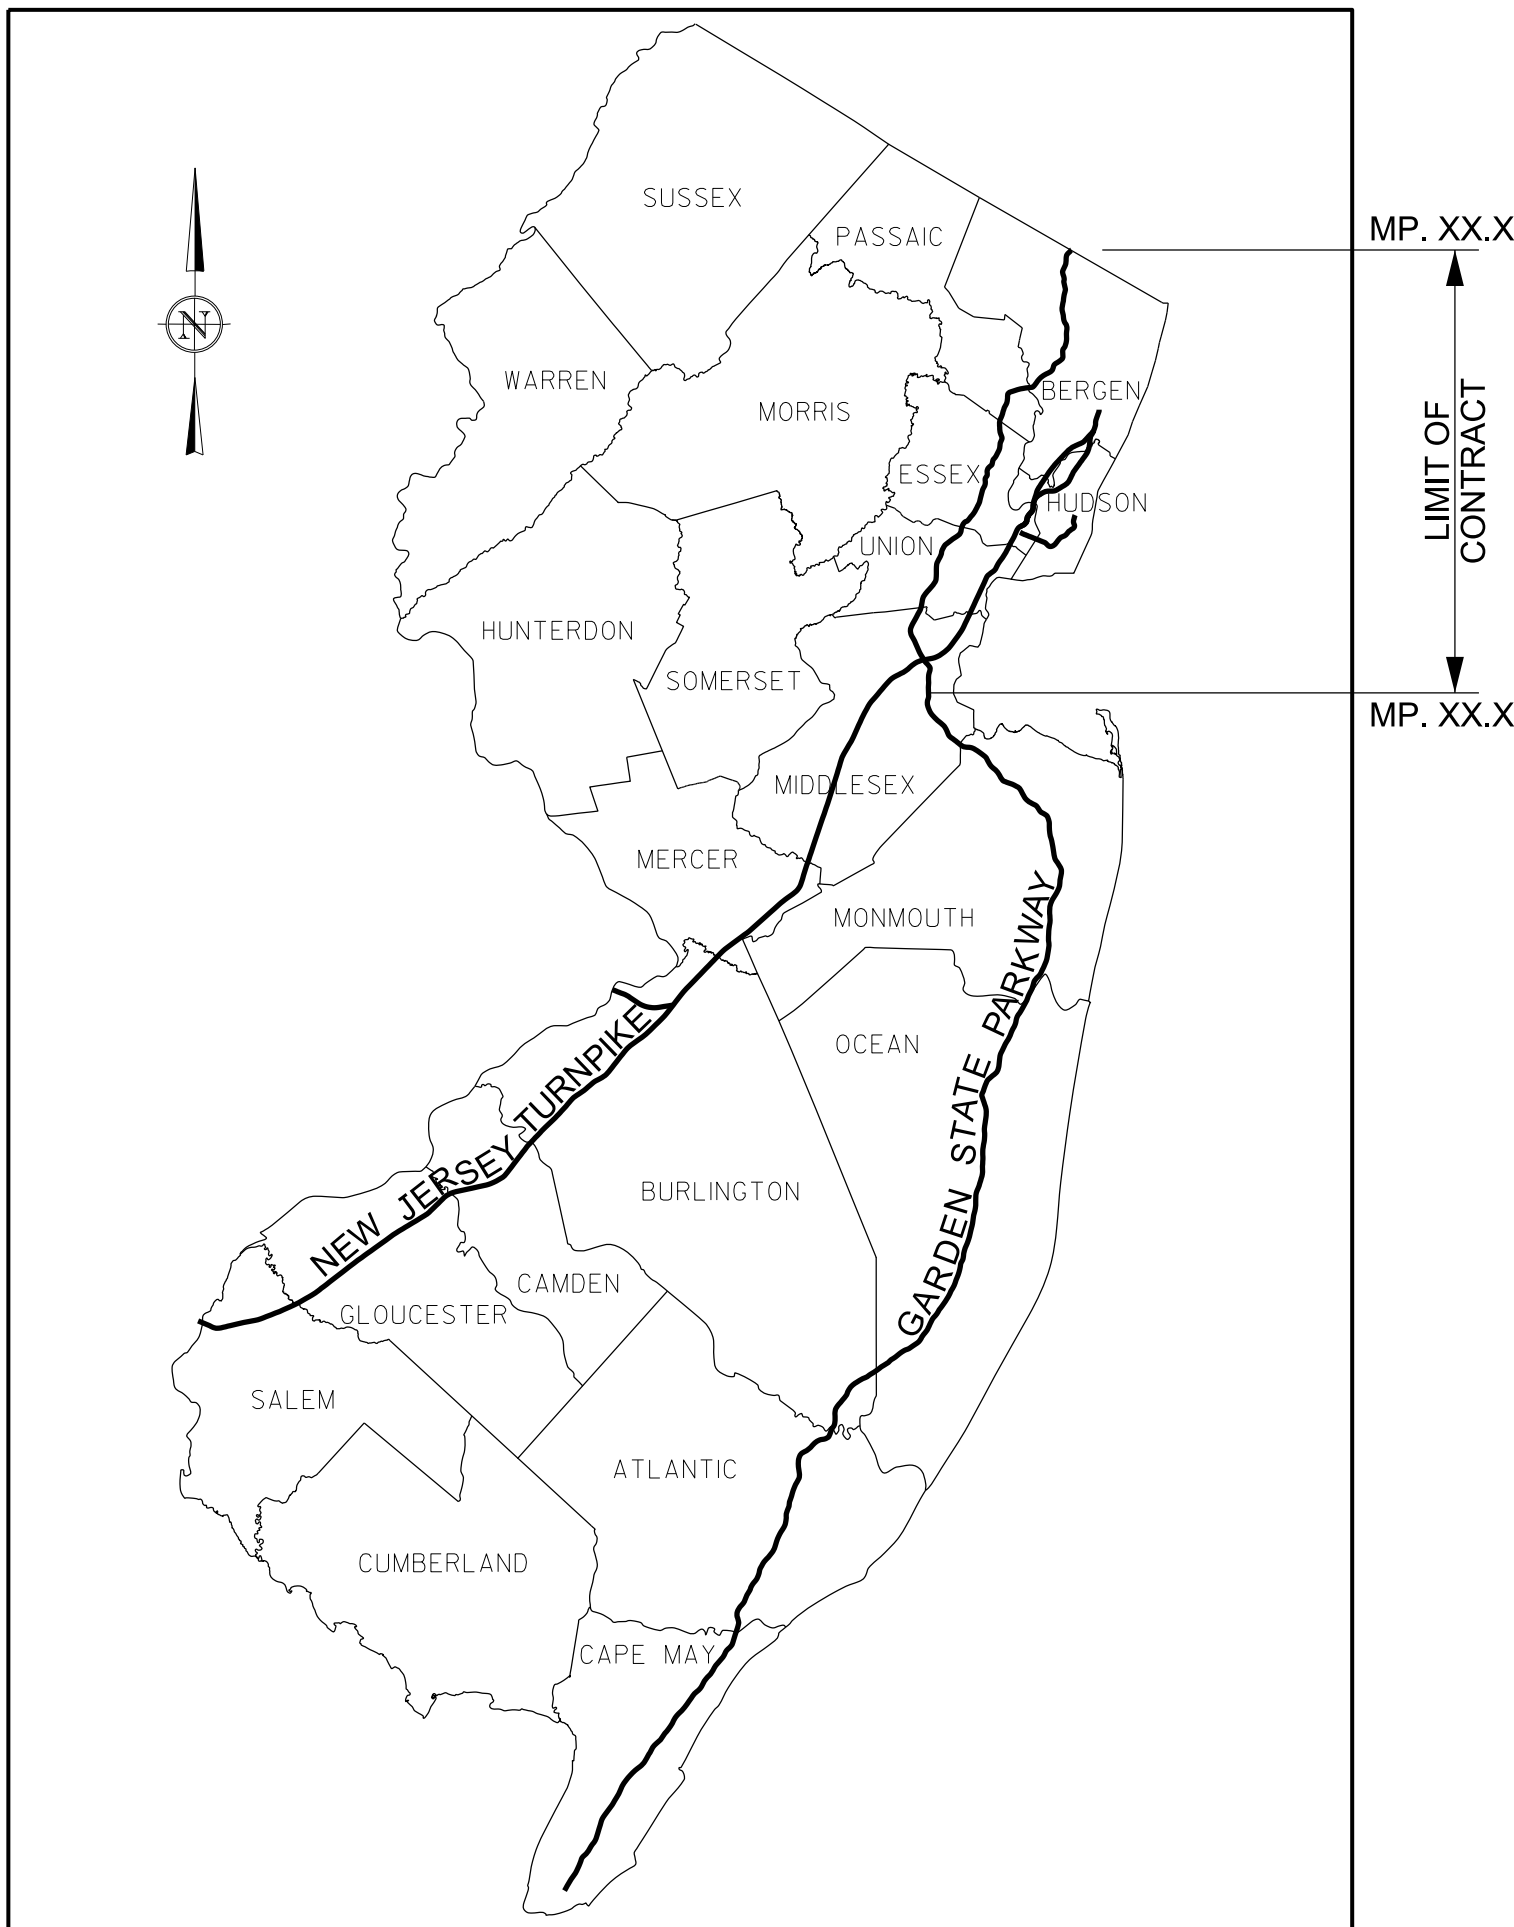 SUSSEX
PASSAIC
MP. XX.X
N
WARREN
BERGEN
MORRIS
LIMIT OF
CONTRACT
ESSEX
HUDSON
UNION
HUNTERDON
SOMERSET
MP. XX.X
MIDDLESEX
MERCER
MONMOUTH
OCEAN
NEW JERSEY TURNPIKE
GARDEN STATE PARKWAY
BURLINGTON
CAMDEN
GLOUCESTER
SALEM
ATLANTIC
CUMBERLAND
CAPE MAY